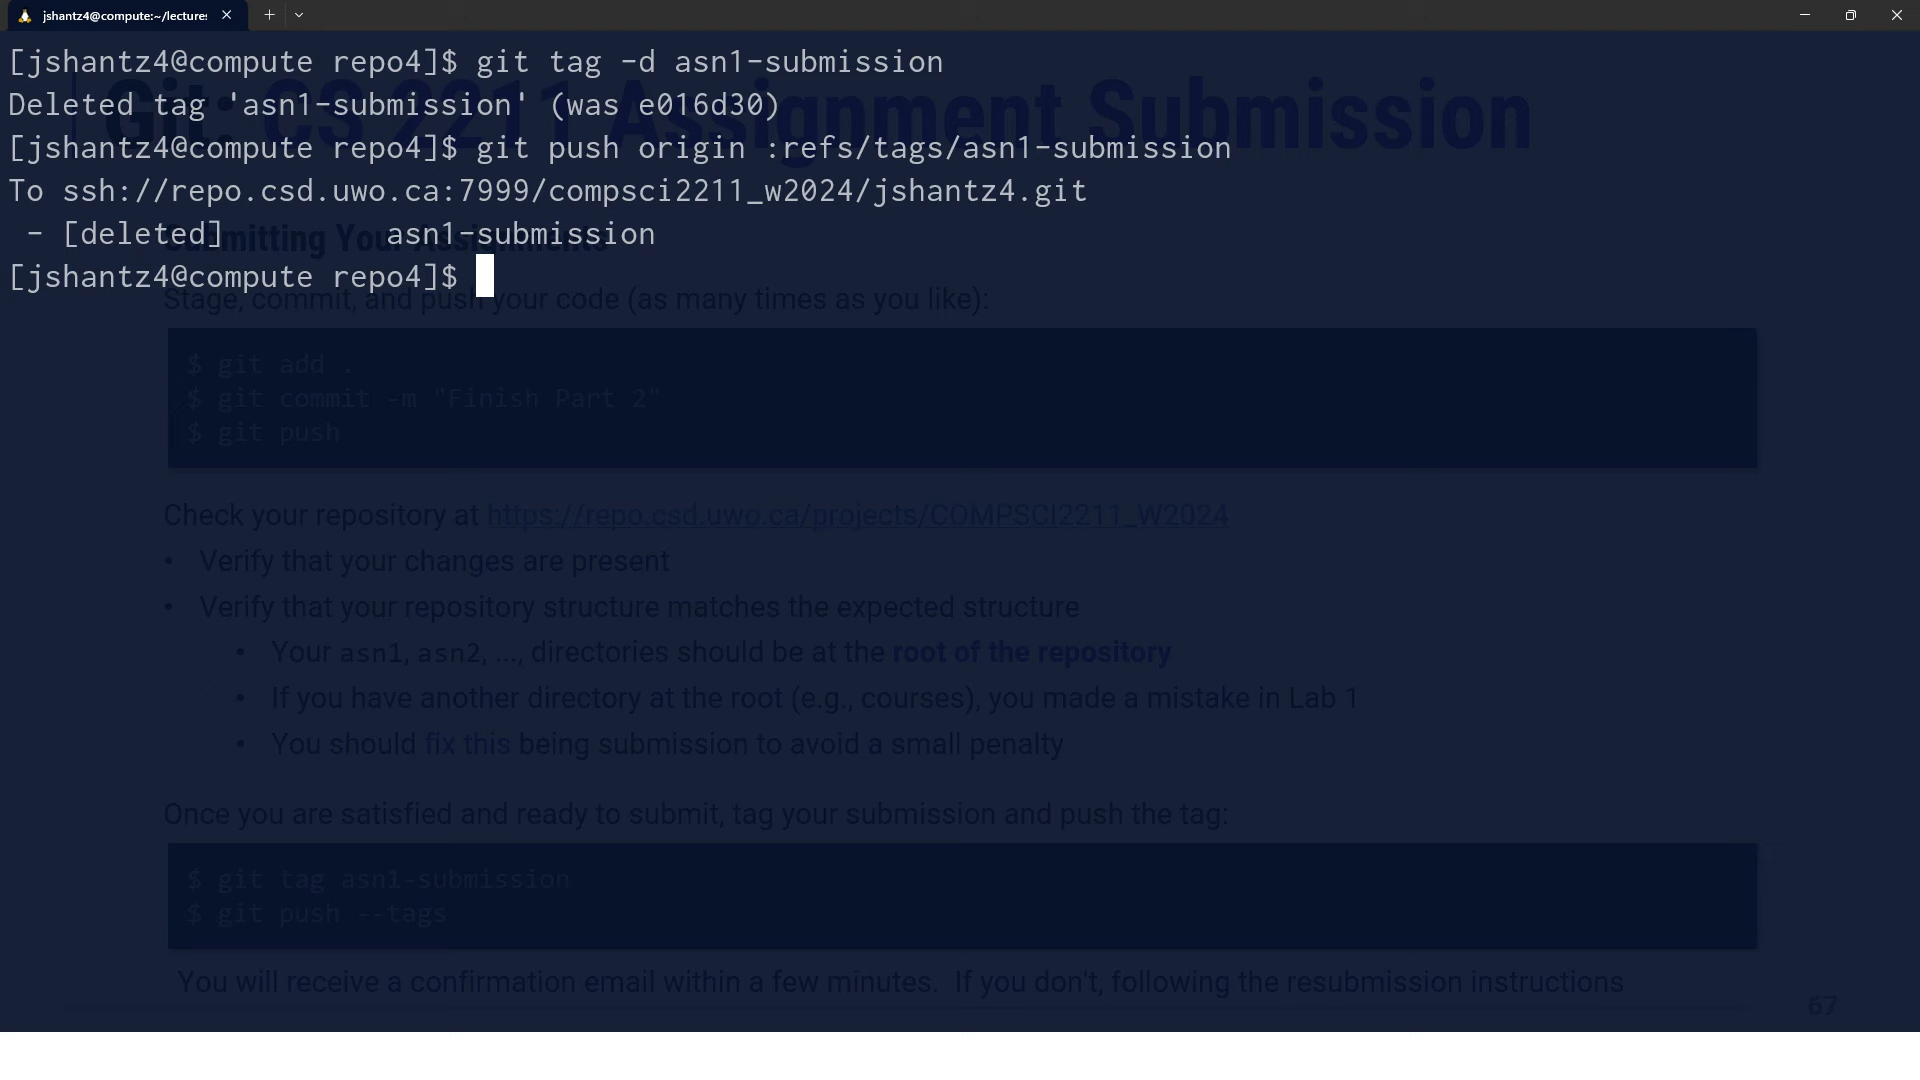 jshantz4@compute:~/lecture
[jshantz4@compute repo4]$ git tag -d asn1-submission
Deleted tag 'asn1-submission' (was e016d30)
[jshantz4@compute repo4]$ git push origin :refs/tags/asn1-submission
To ssh://repo.csd.uwo.ca:7999/compsci2211_w2024/jshantz4.git
- [deleted] asn1-submission
[jshantz4@compute repo4]$
Git: CS 2211 Assignment Submission
Submitting Your Assignments
Stage, commit, and push your code (as many times as you like):
$ git add .
$ git commit -m "Finish Part 2"
$ git push
Check your repository at https://repo.csd.uwo.ca/projects/COMPSCI2211_W2024
• Verify that your changes are present
• Verify that your repository structure matches the expected structure
• Your asn1, asn2, ..., directories should be at the root of the repository
• If you have another directory at the root (e.g., courses), you made a mistake in Lab 1
• You should fix this being submission to avoid a small penalty
Once you are satisfied and ready to submit, tag your submission and push the tag:
$ git tag asn1-submission
$ git push --tags
You will receive a confirmation email within a few minutes. If you don't, following the resubmission instructions
67